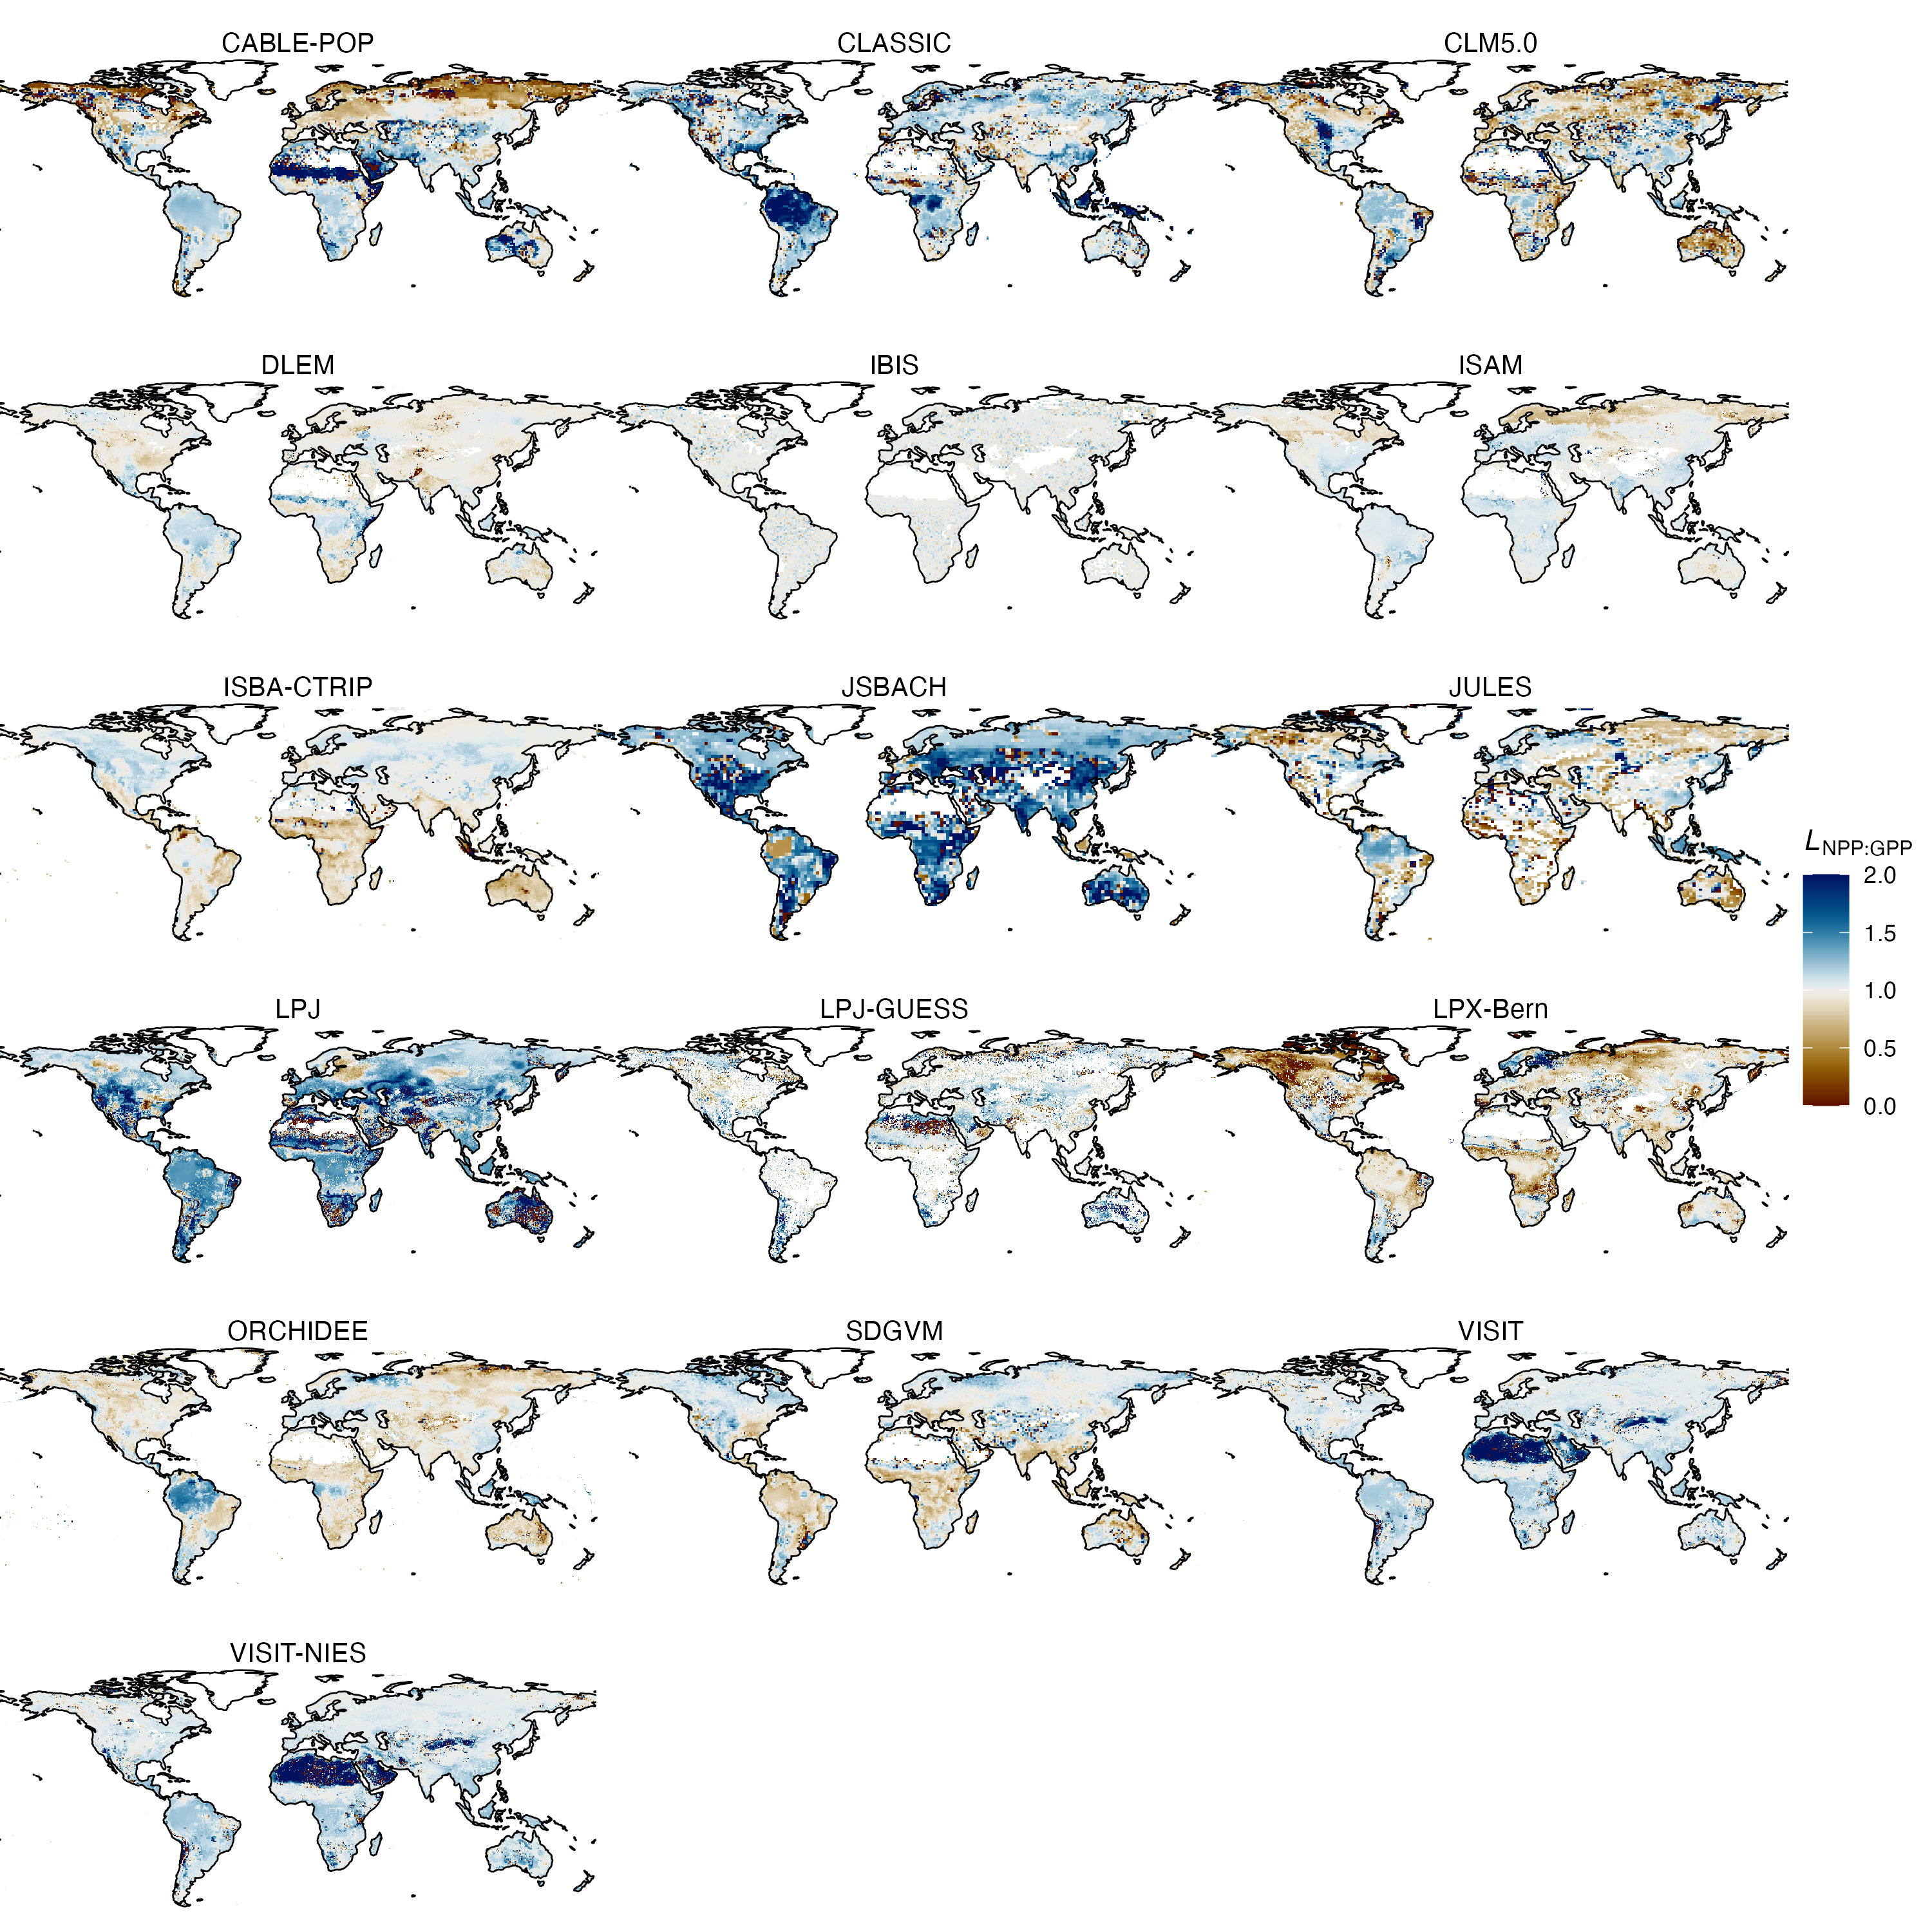 CABLE-POP
CLASSIC
CLM5.0
DLEM
IBIS
ISAM
ISBA-CTRIP
JSBACH
JULES
L NPP:GPP
2.0
1.5
1.0
0.5
0.0
LPJ
LPJ-GUESS
LPX-Bern
ORCHIDEE
SDGVM
VISIT
VISIT-NIES